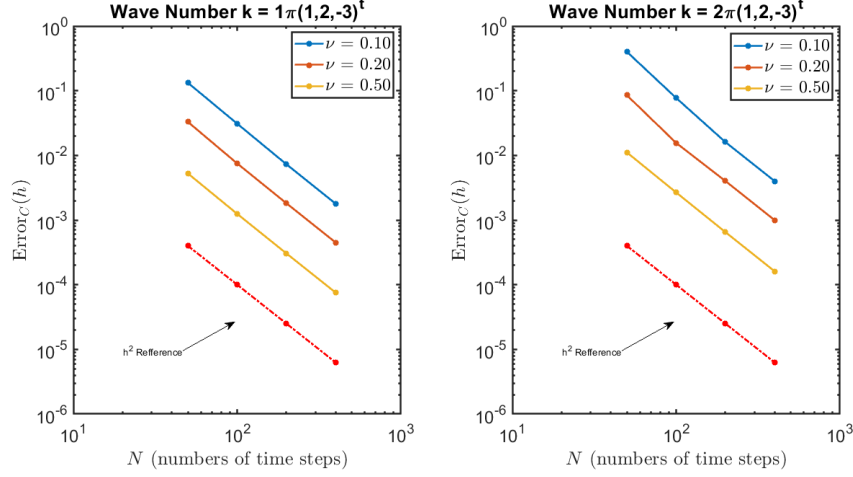 Wave Number k = 1π(1,2,-3)^t
10^0
10^-1
10^-2
10^-3
10^-4
10^-5
10^-6
Error_C(h)
ν = 0.10
ν = 0.20
ν = 0.50
h^2 Refference
10^1
10^2
10^3
N (numbers of time steps)
Wave Number k = 2π(1,2,-3)^t
10^0
10^-1
10^-2
10^-3
10^-4
10^-5
10^-6
Error_C(h)
ν = 0.10
ν = 0.20
ν = 0.50
h^2 Refference
10^1
10^2
10^3
N (numbers of time steps)